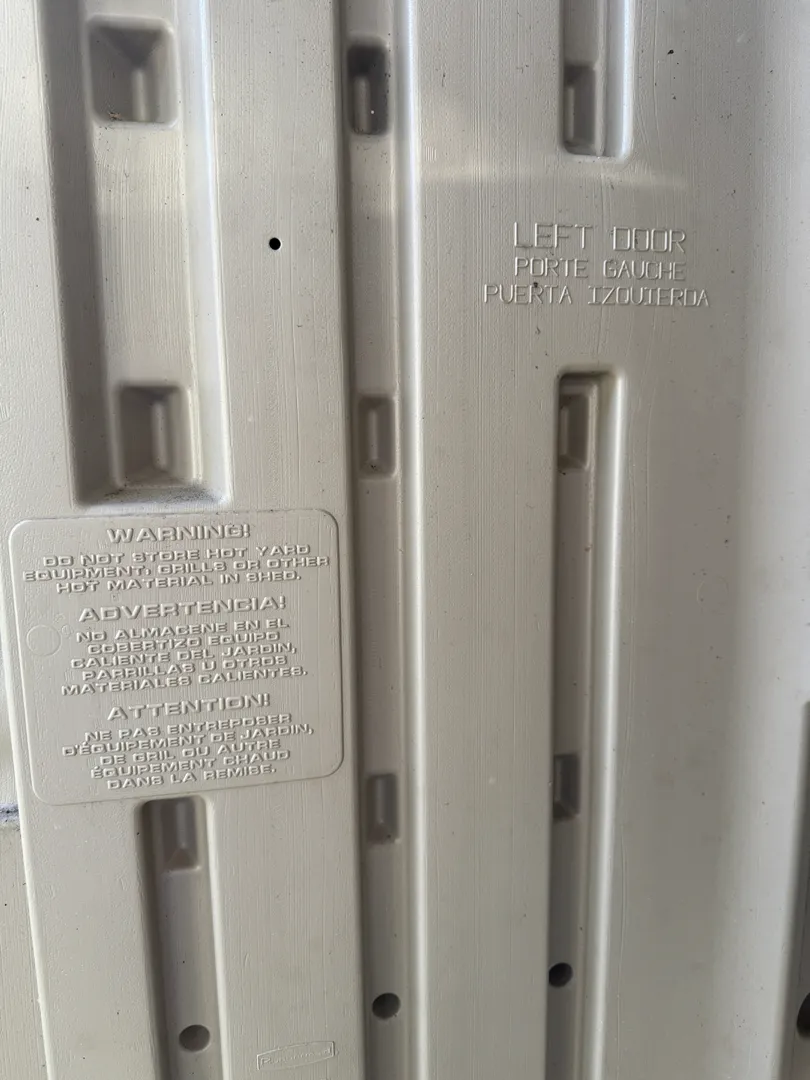 LEFT DOOR
PORTE GAUCHE
PUERTA IZQUIERDA
WARNING!
DO NOT STORE HOT YARD
EQUIPMENT, GRILLS OR OTHER
HOT MATERIAL IN SHED.
ADVERTENCIA!
NO ALMACENE EN EL
COBERTIZO EQUIPO
CALIENTE DEL JARDIN,
PARRILLAS U OTROS
MATERIALES CALIENTES.
ATTENTION!
NE PAS ENTREPOSER
D'ÉQUIPEMENT DE JARDIN,
DE GRIL OU AUTRE
ÉQUIPEMENT CHAUD
DANS LA REMISE.
Rubbermaid